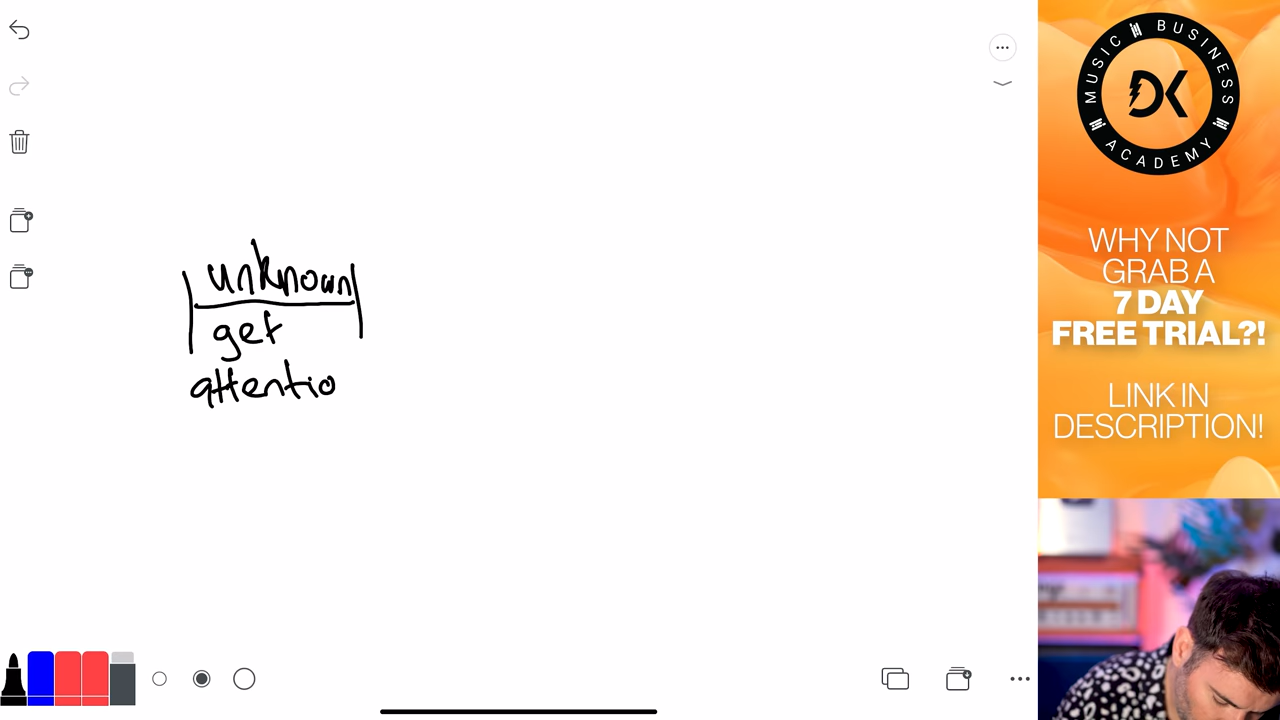 unknown
get
attentio
MUSIC BUSINESS
ACADEMY
DK
WHY NOT
GRAB A
7 DAY
FREE TRIAL?!
LINK IN
DESCRIPTION!